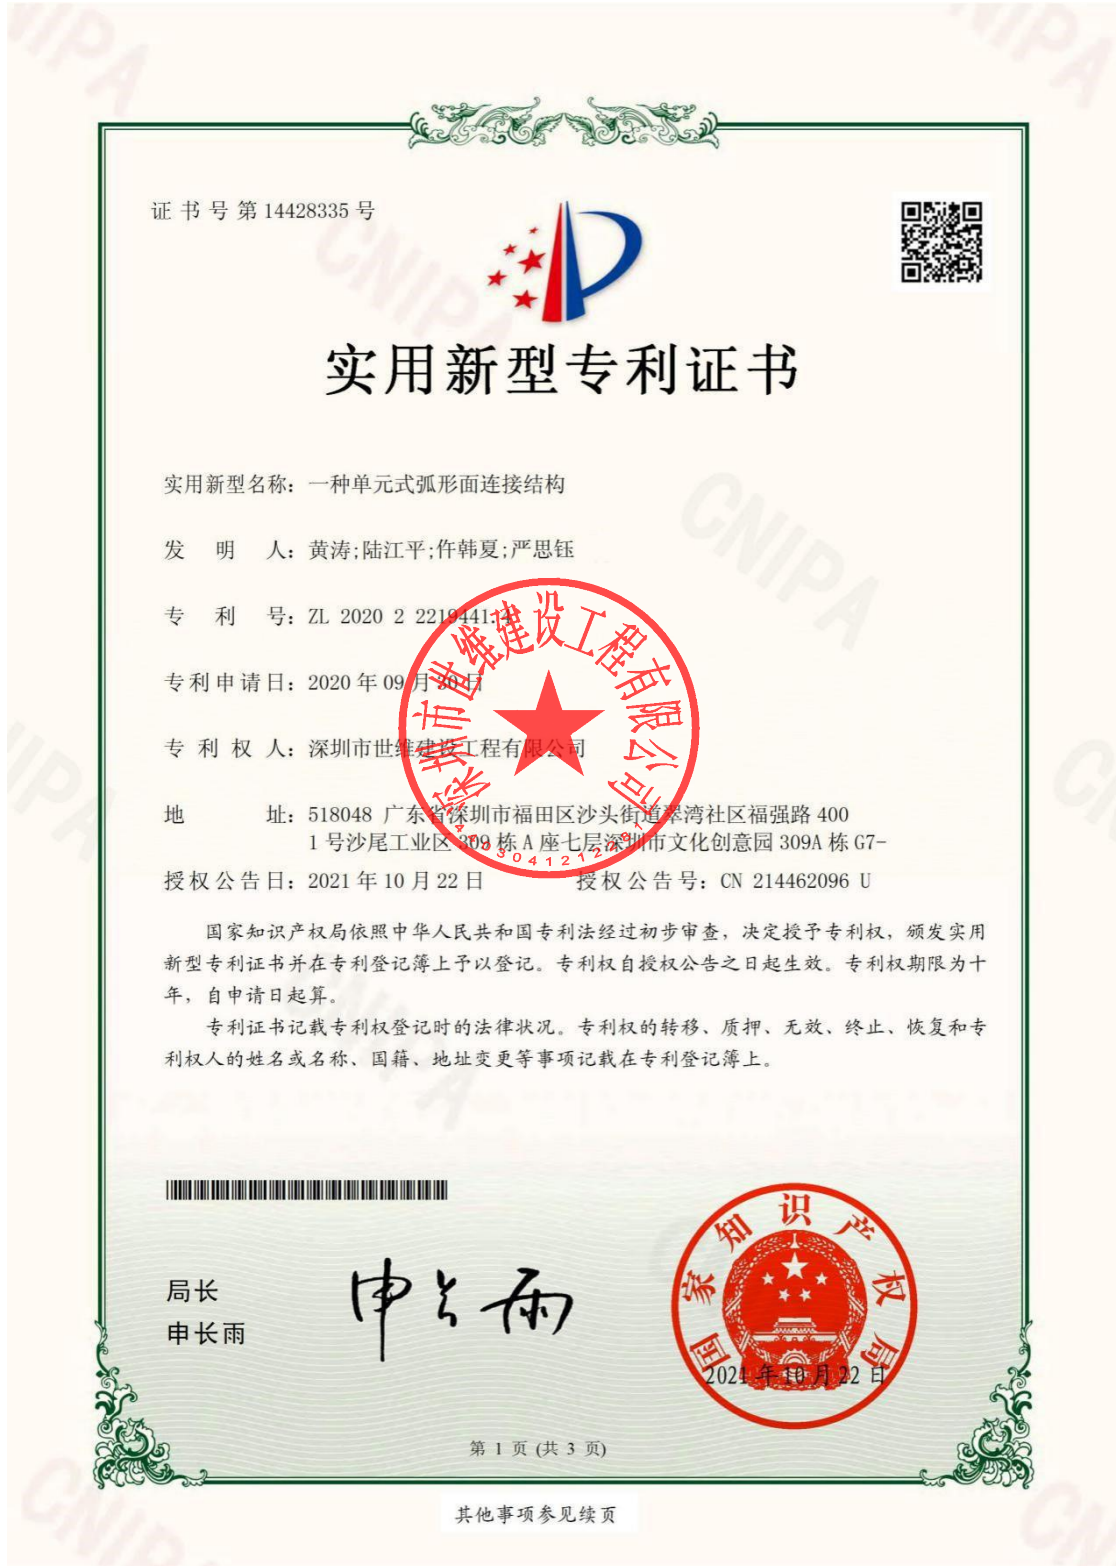 证书号第14428335号
实用新型专利证书
实用新型名称：一种单元式弧形面连接结构
发明人：黄涛;陆江平;仵韩夏;严思钰
专利号：ZL 2020 2 2219441.
专利申请日：2020年09月30日
专利权人：深圳市世维建设工程有限公司
地址：518048 广东省深圳市福田区沙头街道翠湾社区福强路400
1号沙尾工业区309栋A座七层深圳市文化创意园309A栋G7-
授权公告日：2021年10月22日 授权公告号：CN 214462096 U
深圳市世维建设工程有限公司
国家知识产权局依照中华人民共和国专利法经过初步审查，决定授予专利权，颁发实用
新型专利证书并在专利登记簿上予以登记。专利权自授权公告之日起生效。专利权期限为十
年，自申请日起算。
专利证书记载专利权登记时的法律状况。专利权的转移、质押、无效、终止、恢复和专
利权人的姓名或名称、国籍、地址变更等事项记载在专利登记簿上。
局长
申长雨
申长雨
国家知识产权局
2021年10月22日
第 1 页 (共 3 页)
其他事项参见续页
CNIPA
CNIPA
CNIPA
CNIPA